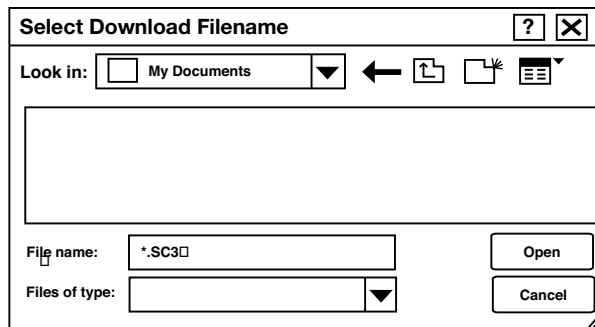 Select Download Filename ?
Look in: My Documents
File name: *.SC3□
Files of type:
Open
Cancel